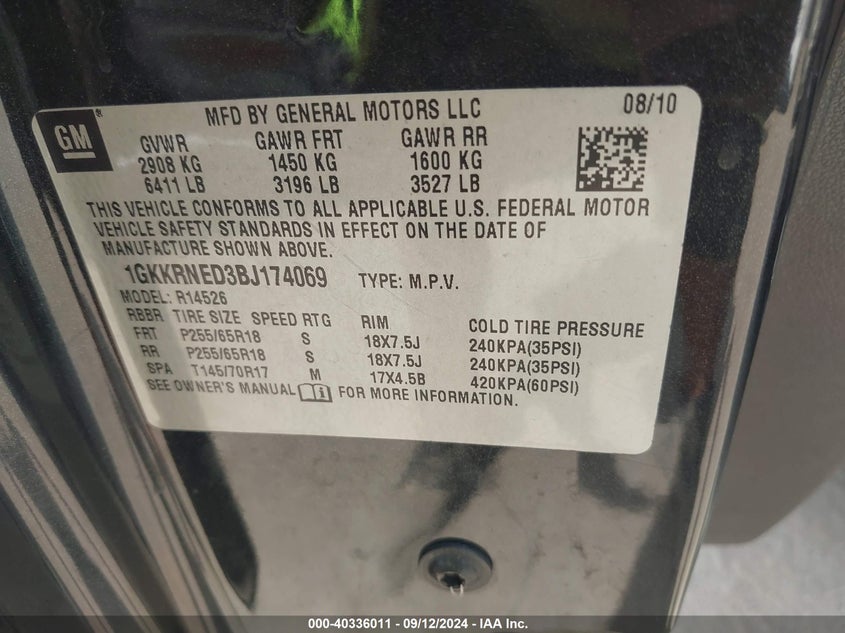 GM
MFD BY GENERAL MOTORS LLC 08/10
GVWR GAWR FRT GAWR RR
2908 KG 1450 KG 1600 KG
6411 LB 3196 LB 3527 LB
THIS VEHICLE CONFORMS TO ALL APPLICABLE U.S. FEDERAL MOTOR
VEHICLE SAFETY STANDARDS IN EFFECT ON THE DATE OF
MANUFACTURE SHOWN ABOVE.
1GKKRNED3BJ174069 TYPE: M.P.V.
MODEL: R14526
RBBR TIRE SIZE SPEED RTG RIM COLD TIRE PRESSURE
FRT P255/65R18 S 18X7.5J 240KPA(35PSI)
RR P255/65R18 S 18X7.5J 240KPA(35PSI)
SPA T145/70R17 M 17X4.5B 420KPA(60PSI)
SEE OWNER'S MANUAL FOR MORE INFORMATION.
000-40336011 - 09/12/2024 - IAA Inc.